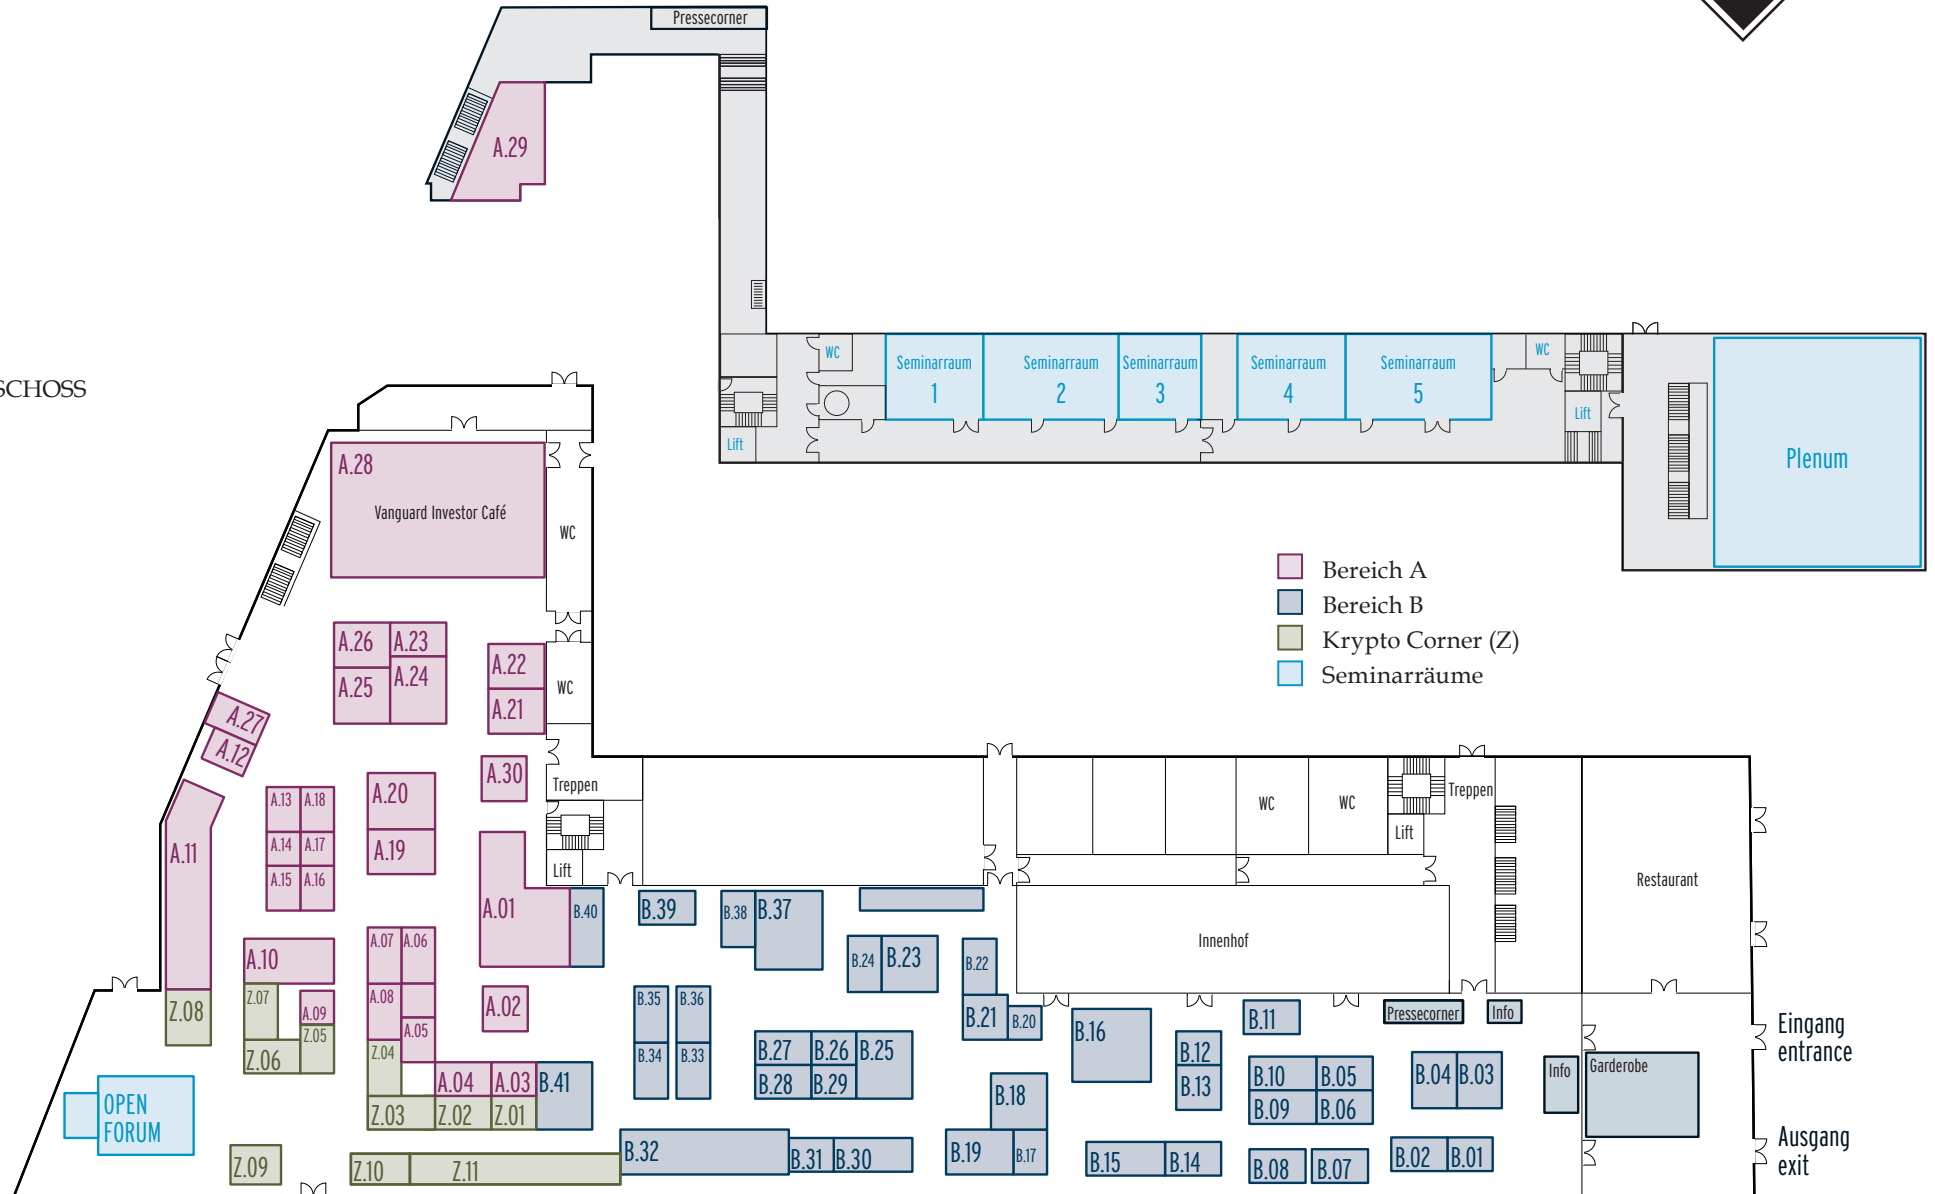 Pressecorner
A.29
WC
Seminarraum
1
Seminarraum
2
Seminarraum
3
Seminarraum
4
Seminarraum
5
WC
Lift
Lift
Plenum
SCHOSS
A.28
Vanguard Investor Café
WC
Bereich A
Bereich B
Krypto Corner (Z)
Seminarräume
A.26
A.23
A.25
A.24
A.22
A.21
WC
A.27
A.12
A.30
Treppen
Lift
A.13
A.18
A.14
A.17
A.15
A.16
A.20
A.19
A.11
A.01
B.40
B.39
B.38
B.37
WC
WC
Lift
Treppen
Restaurant
Innenhof
A.10
A.07
A.06
A.08
A.05
A.09
A.02
Z.08
Z.07
Z.05
Z.06
Z.04
A.04
A.03
B.41
Z.03
Z.02
Z.01
B.35
B.36
B.34
B.33
B.24
B.23
B.22
B.21
B.20
B.27
B.26
B.25
B.28
B.29
B.16
B.11
B.12
B.13
B.10
B.05
B.09
B.06
B.04
B.03
Pressecorner
Info
Info
Garderobe
Eingang
entrance
Ausgang
exit
OPEN
FORUM
Z.09
Z.10
Z.11
B.32
B.31
B.30
B.18
B.19
B.17
B.15
B.14
B.08
B.07
B.02
B.01